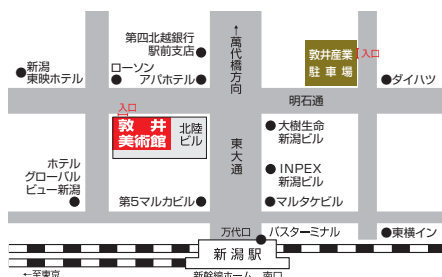 第四北越銀行
駅前支店
←萬代橋方向
敦井産業
駐車場
入口
新潟
東映ホテル
ローソン
アパホテル
ダイハツ
明石通
入口
敦井
美術館
北陸
ビル
東大通
大樹生命
新潟ビル
ホテル
グローバル
ビュー新潟
INPEX
新潟ビル
第5マルカビル
マルタケビル
万代口
バスターミナル
東横イン
新潟駅
←至東京
新幹線ホーム
南口